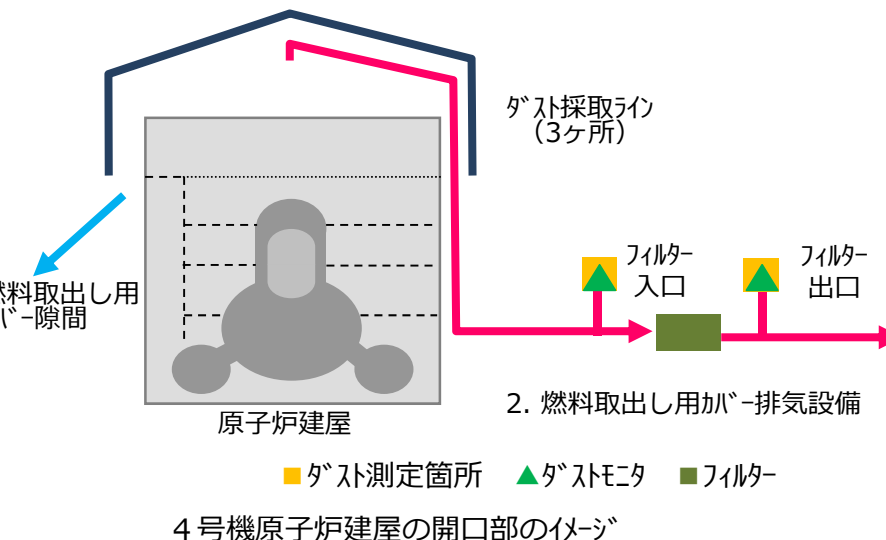 ﾀﾞｽﾄ採取ﾗｲﾝ
（3ヶ所）
ﾌｨﾙﾀｰ
入口
ﾌｨﾙﾀｰ
出口
料取出し用
ﾊﾞｰ隙間
原子炉建屋
2. 燃料取出し用ｶﾊﾞｰ排気設備
ﾀﾞｽﾄ測定箇所 ﾀﾞｽﾄﾓﾆﾀ ﾌｨﾙﾀｰ
４号機原子炉建屋の開口部のｲﾒｰｼﾞ